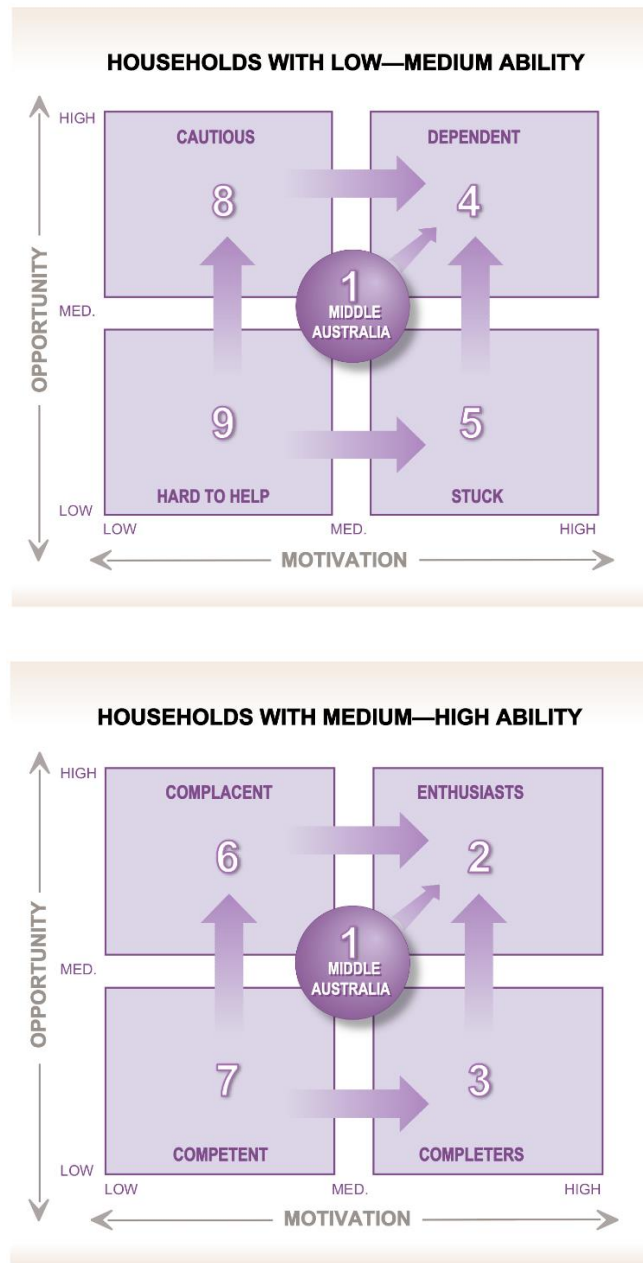 HOUSEHOLDS WITH LOW—MEDIUM ABILITY
HIGH
CAUTIOUS
DEPENDENT
8
4
OPPORTUNITY
MED.
1
MIDDLE
AUSTRALIA
9
5
HARD TO HELP
STUCK
LOW
LOW
MED.
HIGH
MOTIVATION
HOUSEHOLDS WITH MEDIUM—HIGH ABILITY
HIGH
COMPLACENT
ENTHUSIASTS
6
2
OPPORTUNITY
MED.
1
MIDDLE
AUSTRALIA
7
3
COMPETENT
COMPLETERS
LOW
LOW
MED.
HIGH
MOTIVATION